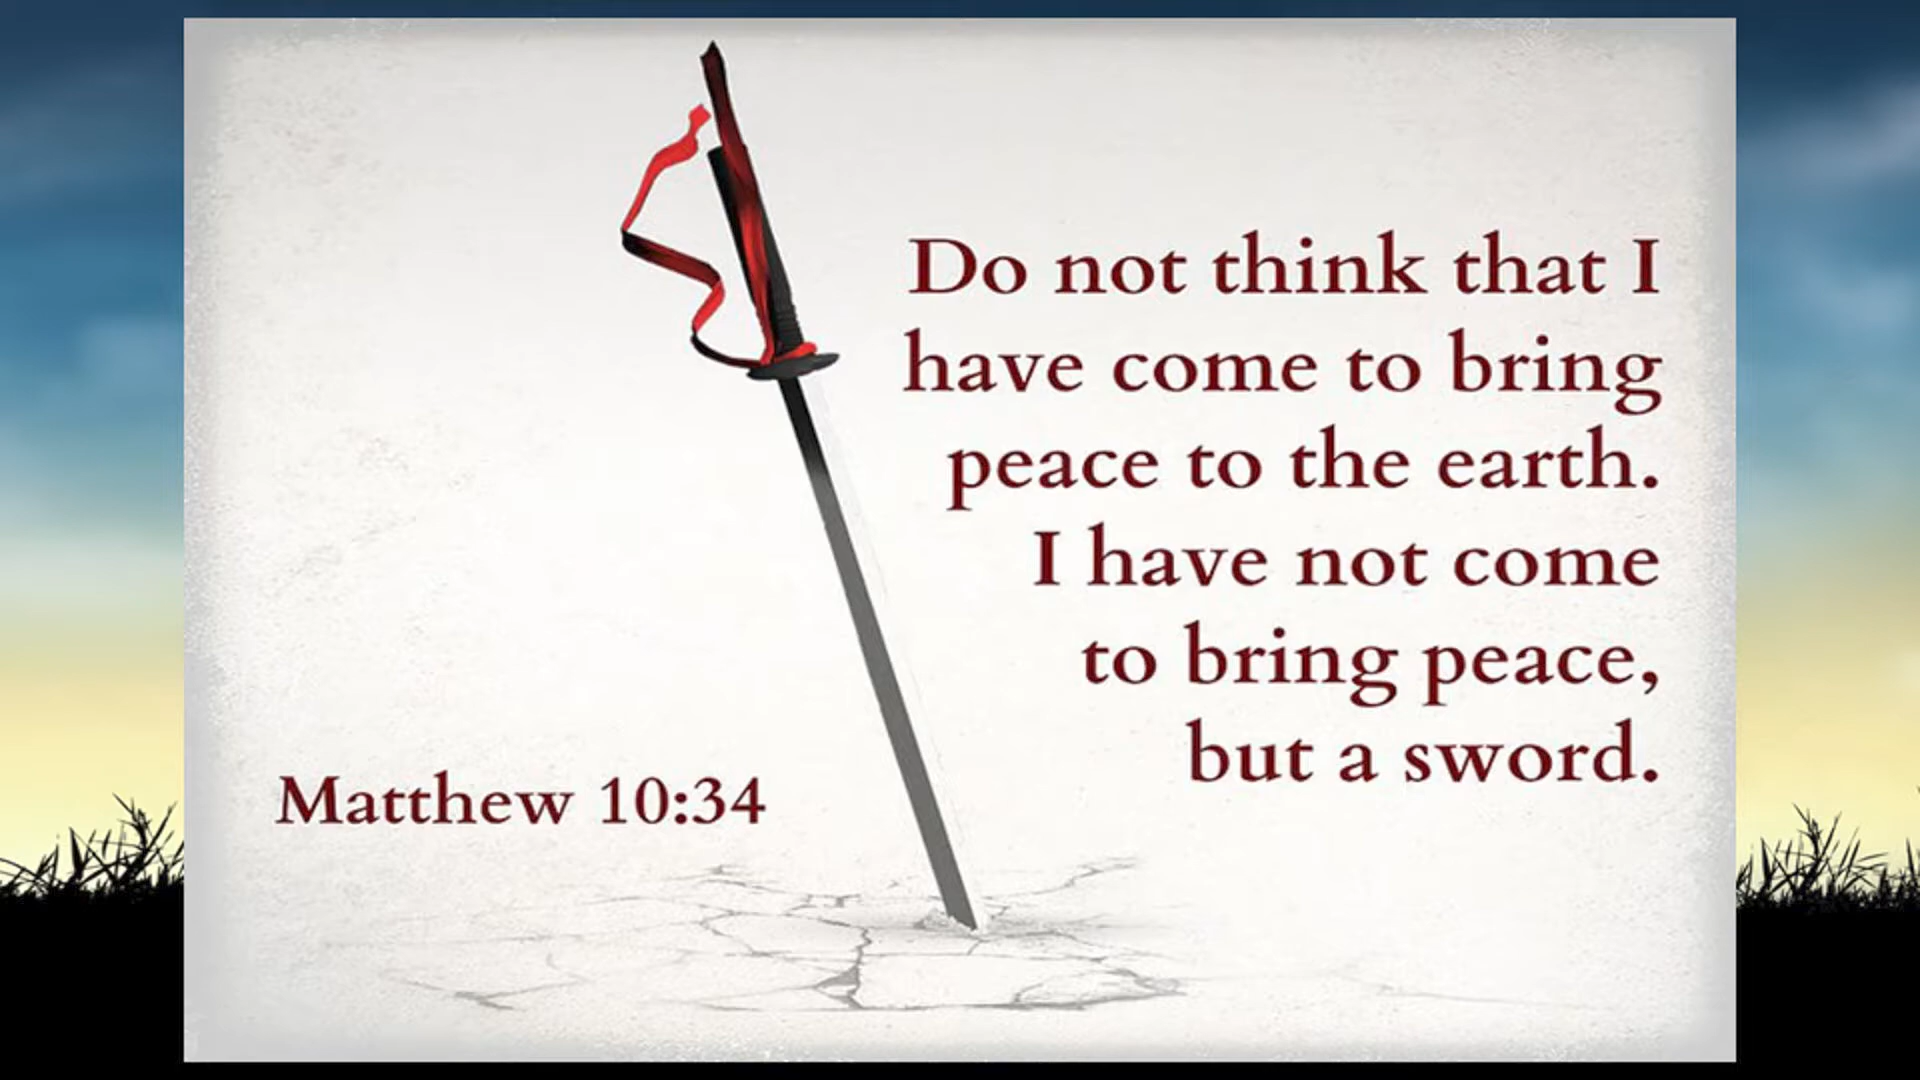 Do not think that I
have come to bring
peace to the earth.
I have not come
to bring peace,
but a sword.
Matthew 10:34